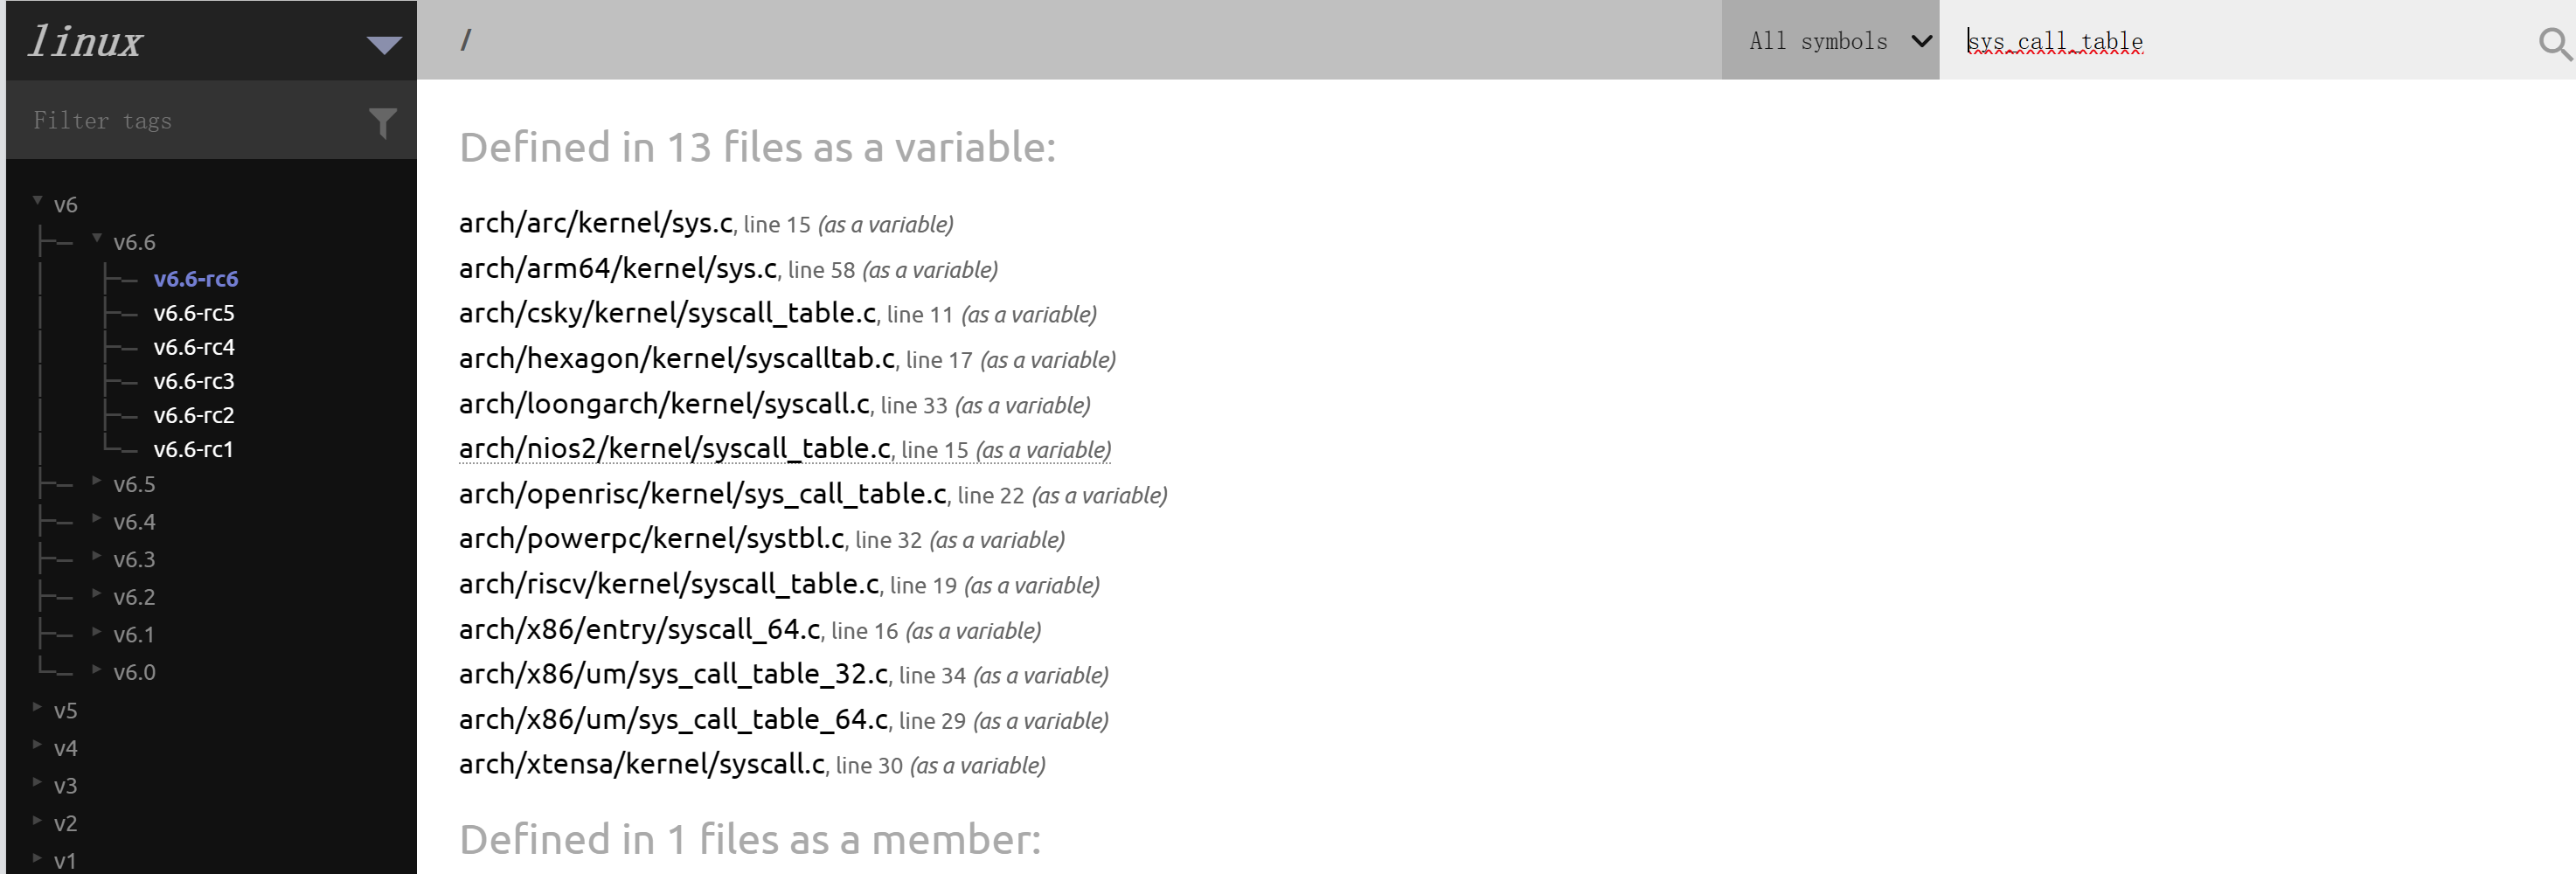 linux
/
All symbols
sys_call_table
Filter tags
v6
v6.6
v6.6-rc6
v6.6-rc5
v6.6-rc4
v6.6-rc3
v6.6-rc2
v6.6-rc1
v6.5
v6.4
v6.3
v6.2
v6.1
v6.0
v5
v4
v3
v2
v1
Defined in 13 files as a variable:
arch/arc/kernel/sys.c, line 15 (as a variable)
arch/arm64/kernel/sys.c, line 58 (as a variable)
arch/csky/kernel/syscall_table.c, line 11 (as a variable)
arch/hexagon/kernel/syscalltab.c, line 17 (as a variable)
arch/loongarch/kernel/syscall.c, line 33 (as a variable)
arch/nios2/kernel/syscall_table.c, line 15 (as a variable)
arch/openrisc/kernel/sys_call_table.c, line 22 (as a variable)
arch/powerpc/kernel/systbl.c, line 32 (as a variable)
arch/riscv/kernel/syscall_table.c, line 19 (as a variable)
arch/x86/entry/syscall_64.c, line 16 (as a variable)
arch/x86/um/sys_call_table_32.c, line 34 (as a variable)
arch/x86/um/sys_call_table_64.c, line 29 (as a variable)
arch/xtensa/kernel/syscall.c, line 30 (as a variable)
Defined in 1 files as a member: